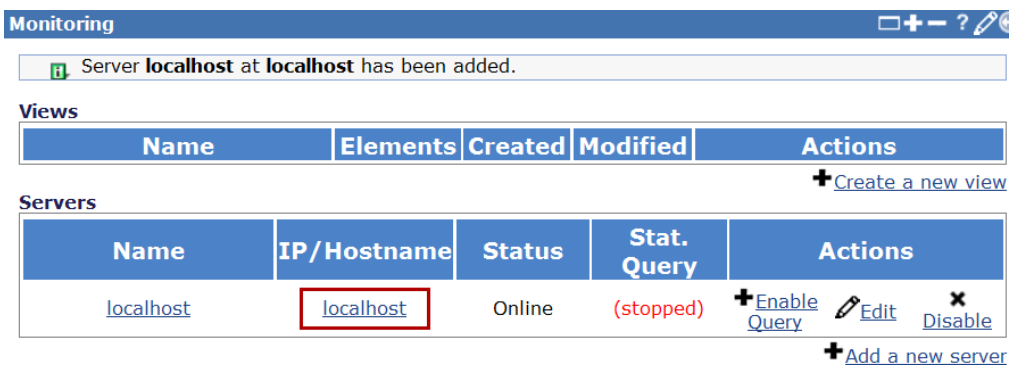 Monitoring
Server localhost at localhost has been added.
Views
Name Elements Created Modified Actions
Create a new view
Servers
Name IP/Hostname Status Stat. Query Actions
localhost localhost Online (stopped) Enable Query Edit Disable
Add a new server